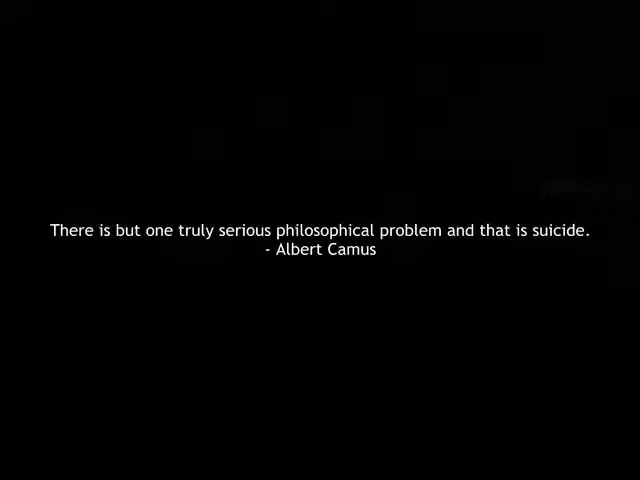 There is but one truly serious philosophical problem and that is suicide.
- Albert Camus